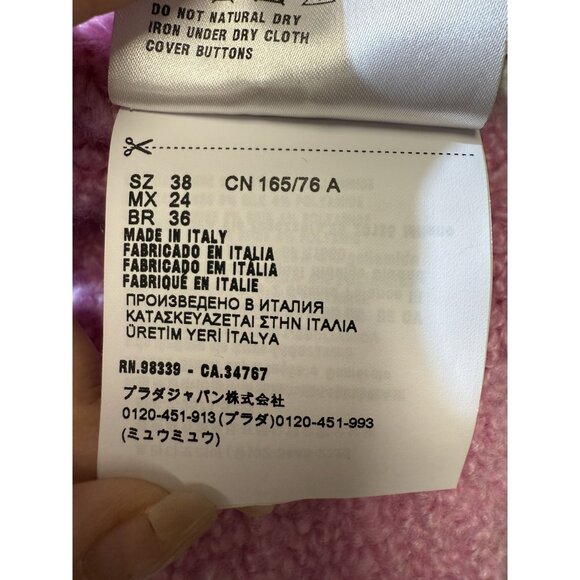 DO NOT NATURAL DRY
IRON UNDER DRY CLOTH
COVER BUTTONS
SZ 38 CN 165/76 A
MX 24
BR 36
MADE IN ITALY
FABRICADO EN ITALIA
FABRICADO EM ITÁLIA
FABRIQUÉ EN ITALIE
ПРОИЗВЕДЕНО В ИТАЛИЯ
ΚΑΤΑΣΚΕΥΑΖΕΤΑΙ ΣΤΗΝ ΙΤΑΛΙΑ
ÜRETİM YERİ İTALYA
RN.98339 - CA.34767
プラダジャパン株式会社
0120-451-913(プラダ)0120-451-993
(ミュウミュウ)